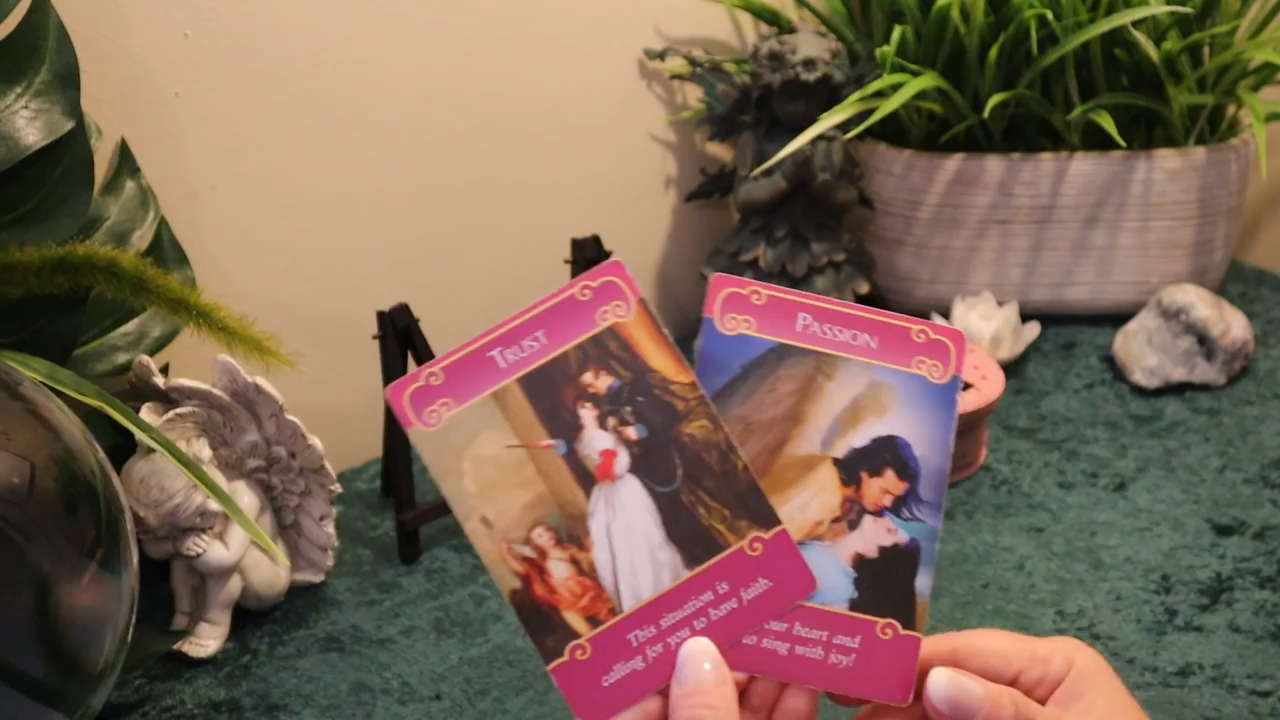 TRUST
This situation is
calling for you to have faith.
PASSION
our heart and
to sing with joy!